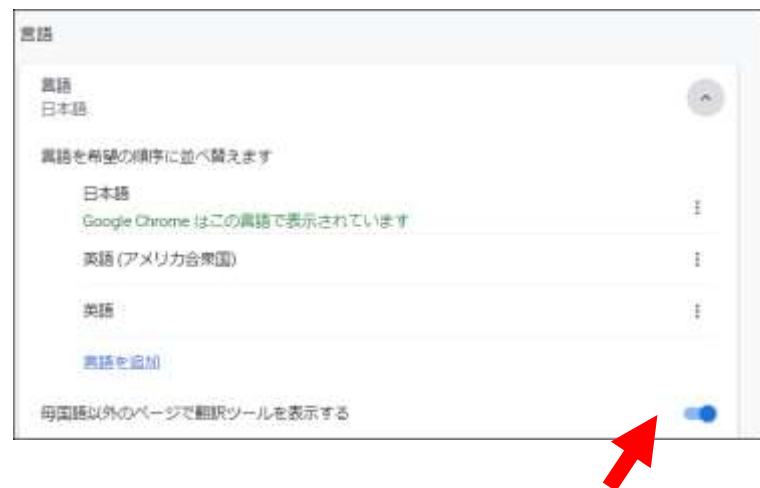 言語
言語
日本語
言語を希望の順序に並べ替えます
日本語
Google Chrome はこの言語で表示されています
英語 (アメリカ合衆国)
英語
言語を追加
母国語以外のページで翻訳ツールを表示する